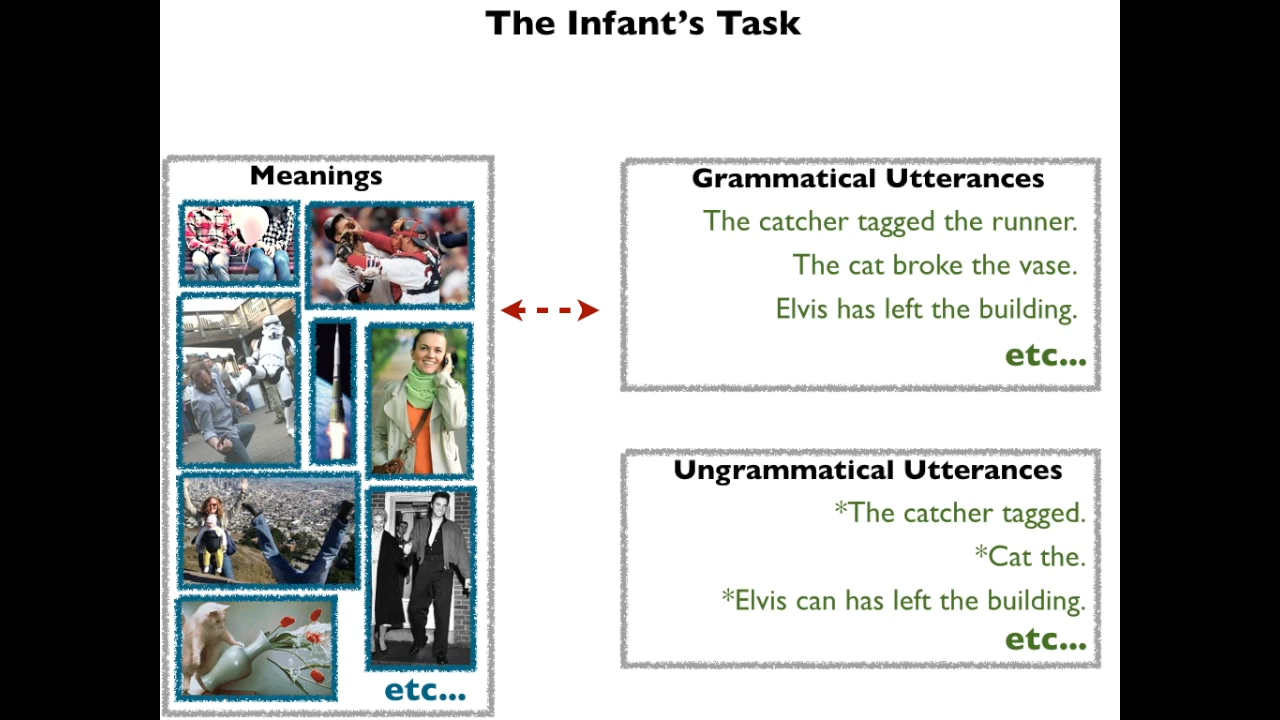 The Infant's Task
Meanings
etc...
Grammatical Utterances
The catcher tagged the runner.
The cat broke the vase.
Elvis has left the building.
etc...
Ungrammatical Utterances
*The catcher tagged.
*Cat the.
*Elvis can has left the building.
etc...